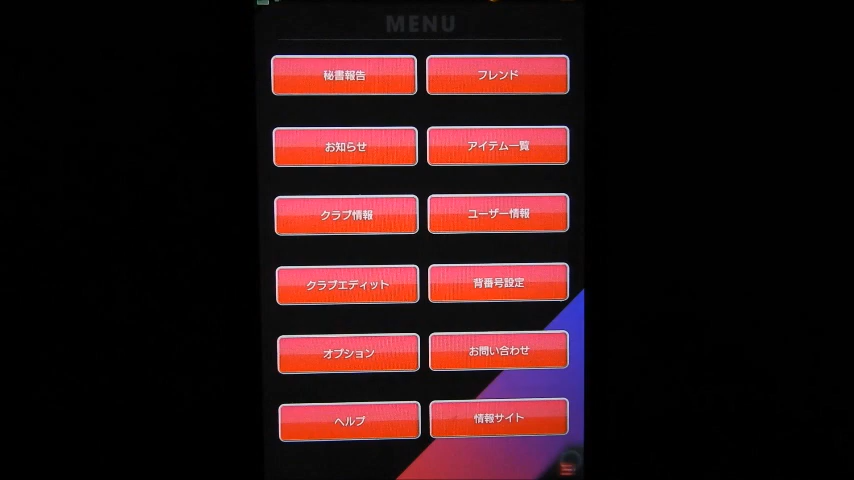 MENU
秘書報告
フレンド
お知らせ
アイテム一覧
クラブ情報
ユーザー情報
クラブエディット
背番号設定
オプション
お問い合わせ
ヘルプ
情報サイト